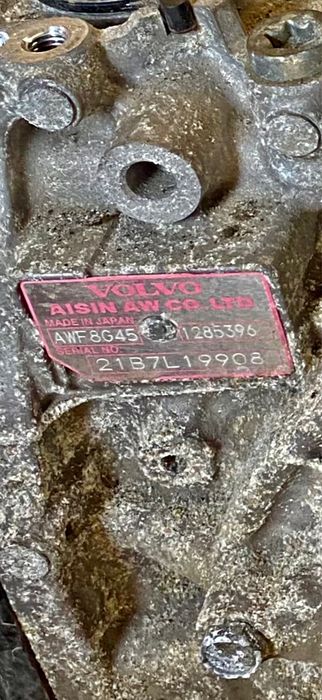 VOLVO
AISIN AW CO. LTD
MADE IN JAPAN
AWF8G45 1285396
SERIAL NO.
21B7L19908